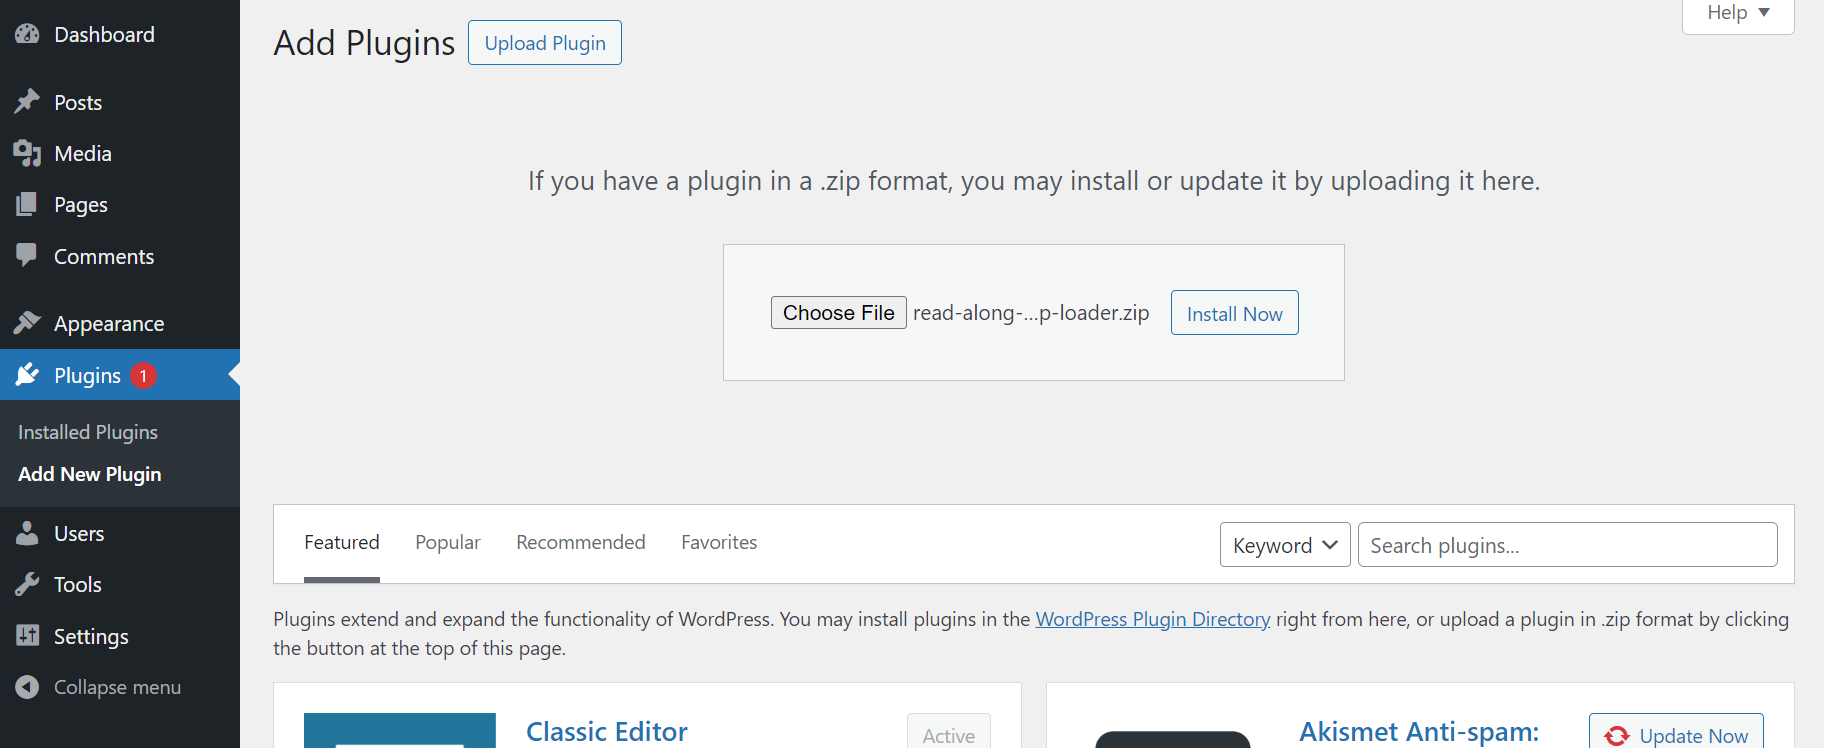 Dashboard
Posts
Media
Pages
Comments
Appearance
Plugins 1
Installed Plugins
Add New Plugin
Users
Tools
Settings
Collapse menu
Help
Add Plugins
Upload Plugin
If you have a plugin in a .zip format, you may install or update it by uploading it here.
Choose File read-along-...p-loader.zip Install Now
Featured Popular Recommended Favorites Keyword Search plugins...
Plugins extend and expand the functionality of WordPress. You may install plugins in the WordPress Plugin Directory right from here, or upload a plugin in .zip format by clicking
the button at the top of this page.
Classic Editor
Active
Akismet Anti-spam:
Update Now